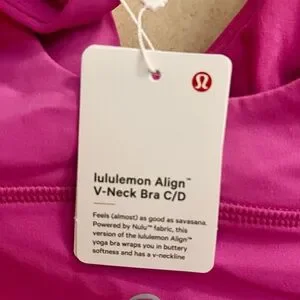 lululemon Align™
V-Neck Bra C/D
Feels (almost) as good as savasana.
Powered by Nulu™ fabric, this
version of the lululemon Align™
yoga bra wraps you in buttery
softness and has a v-neckline